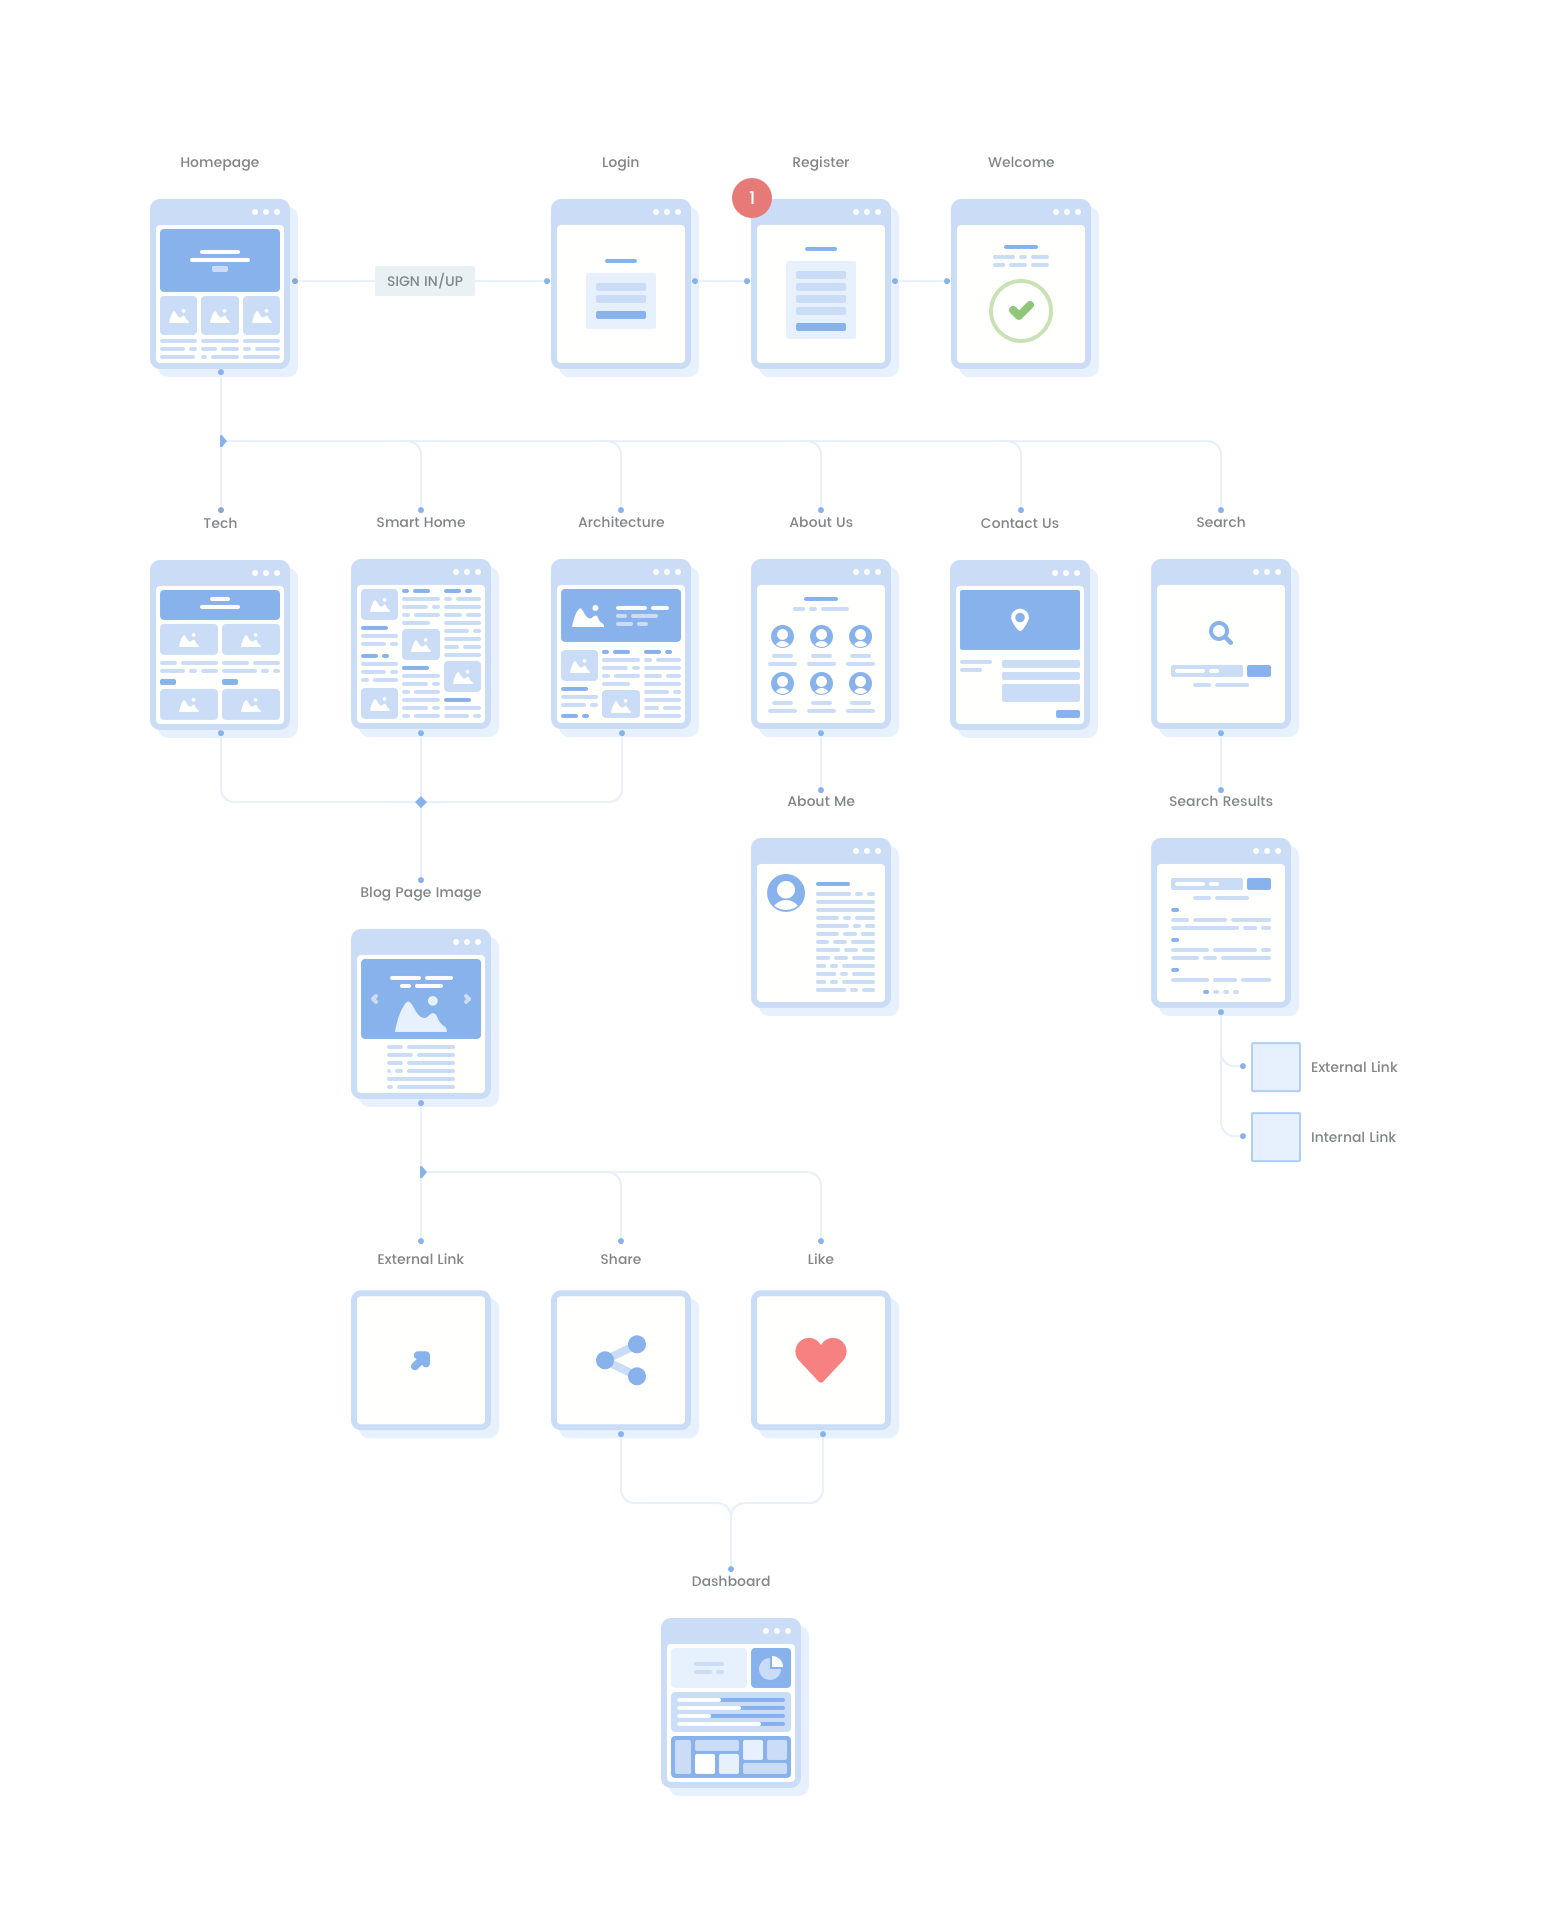 Homepage
Login
Register
Welcome
1
SIGN IN/UP
Tech
Smart Home
Architecture
About Us
Contact Us
Search
About Me
Search Results
Blog Page Image
External Link
Internal Link
External Link
Share
Like
Dashboard